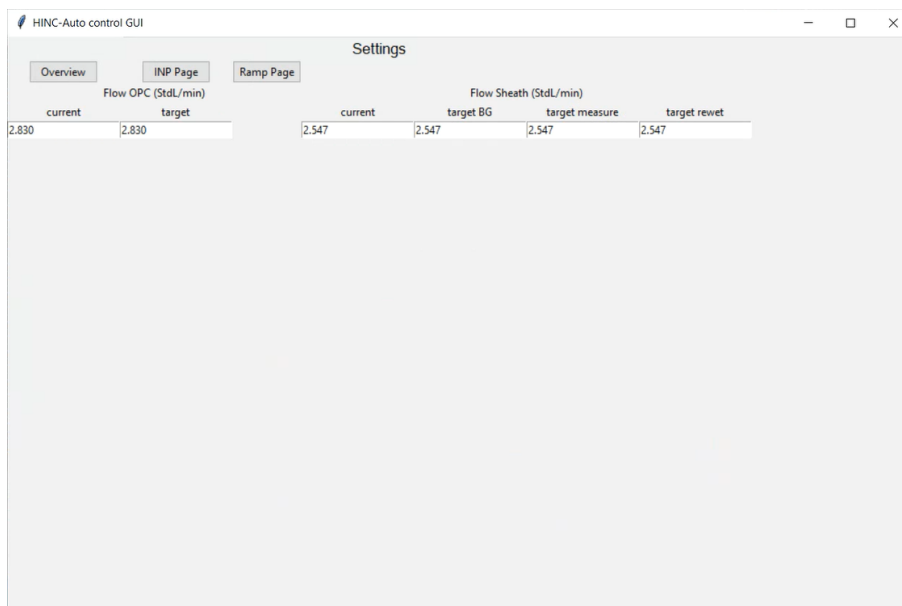 HINC-Auto control GUI
Settings
Overview INP Page Ramp Page
Flow OPC (StdL/min) Flow Sheath (StdL/min)
current target current target BG target measure target rewet
2.830 2.830 2.547 2.547 2.547 2.547